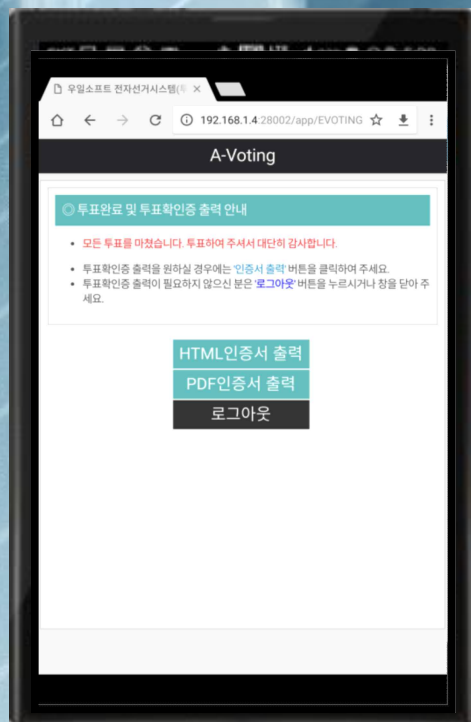 우일소프트 전자선거시스템(
192.168.1.4:28002/app/EVOTING
A-Voting
◎ 투표완료 및 투표확인증 출력 안내
• 모든 투표를 마쳤습니다. 투표하여 주셔서 대단히 감사합니다.
• 투표확인증 출력을 원하실 경우에는 '인증서 출력' 버튼을 클릭하여 주세요.
• 투표확인증 출력이 필요하지 않으신 분은 '로그아웃' 버튼을 누르시거나 창을 닫아 주
세요.
HTML인증서 출력
PDF인증서 출력
로그아웃